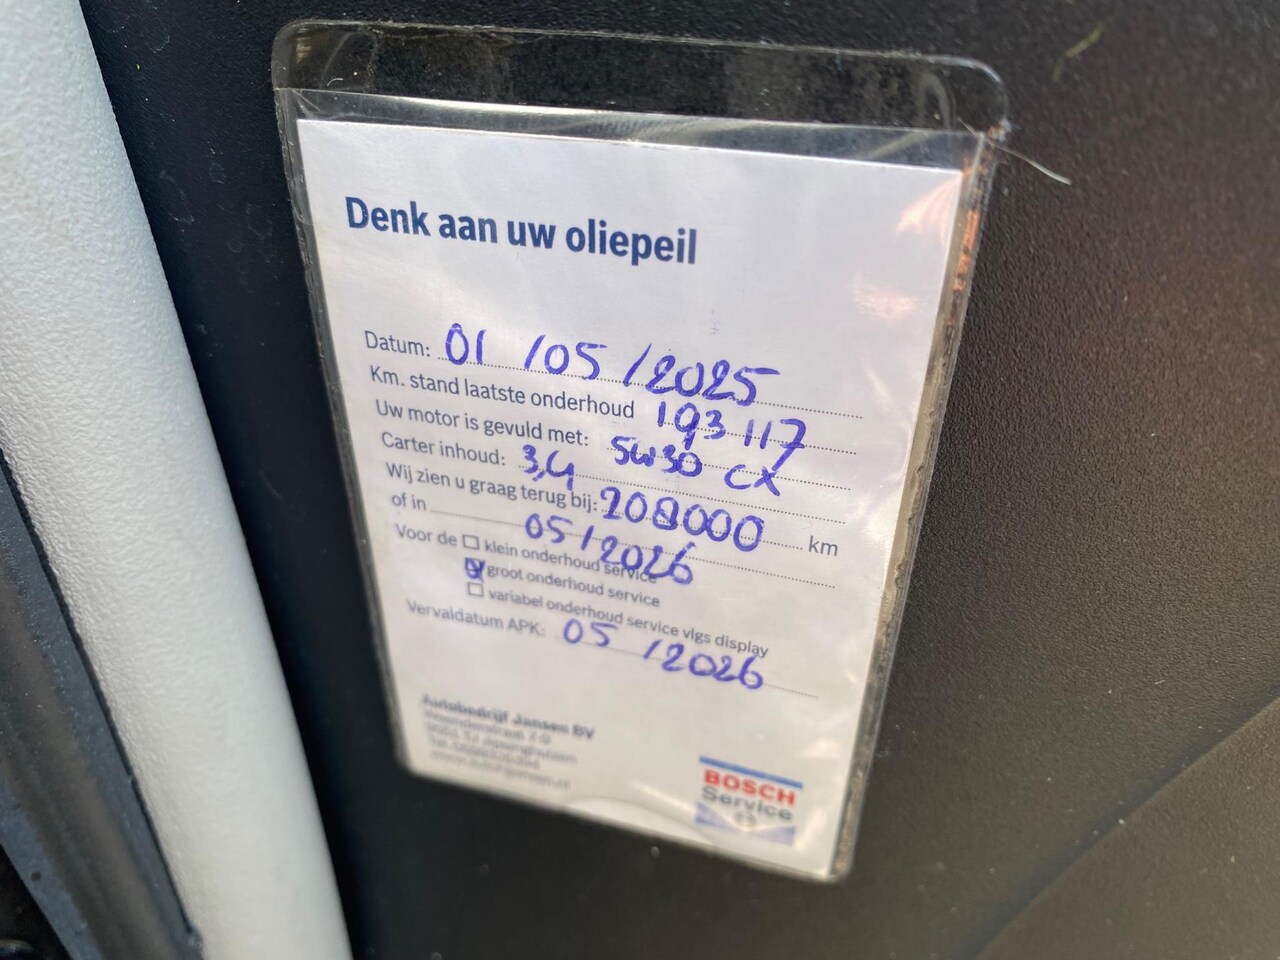 Denk aan uw oliepeil
Datum: 01 /05/2025
Km. stand laatste onderhoud 193117
Uw motor is gevuld met: 5w30 CX
Carter inhoud: 3,4
Wij zien u graag terug bij: 208000 km
of in 05/2026
Voor de klein onderhoud service
groot onderhoud service
variabel onderhoud service vlgs display
Vervaldatum APK: 05 /2026
Autobedrijf Jansen BV
BOSCH
Service